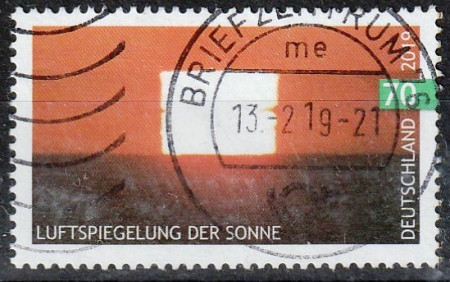 BRIEFZENTRUM
me
13.-2 19-21
LUFTSPIEGELUNG DER SONNE
DEUTSCHLAND 70 2019